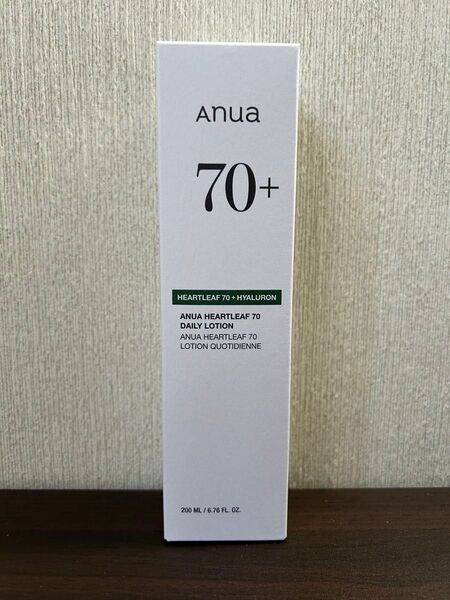 Anua
70+
HEARTLEAF 70 + HYALURON
ANUA HEARTLEAF 70
DAILY LOTION
ANUA HEARTLEAF 70
LOTION QUOTIDIENNE
200 ML / 6.76 FL. OZ.